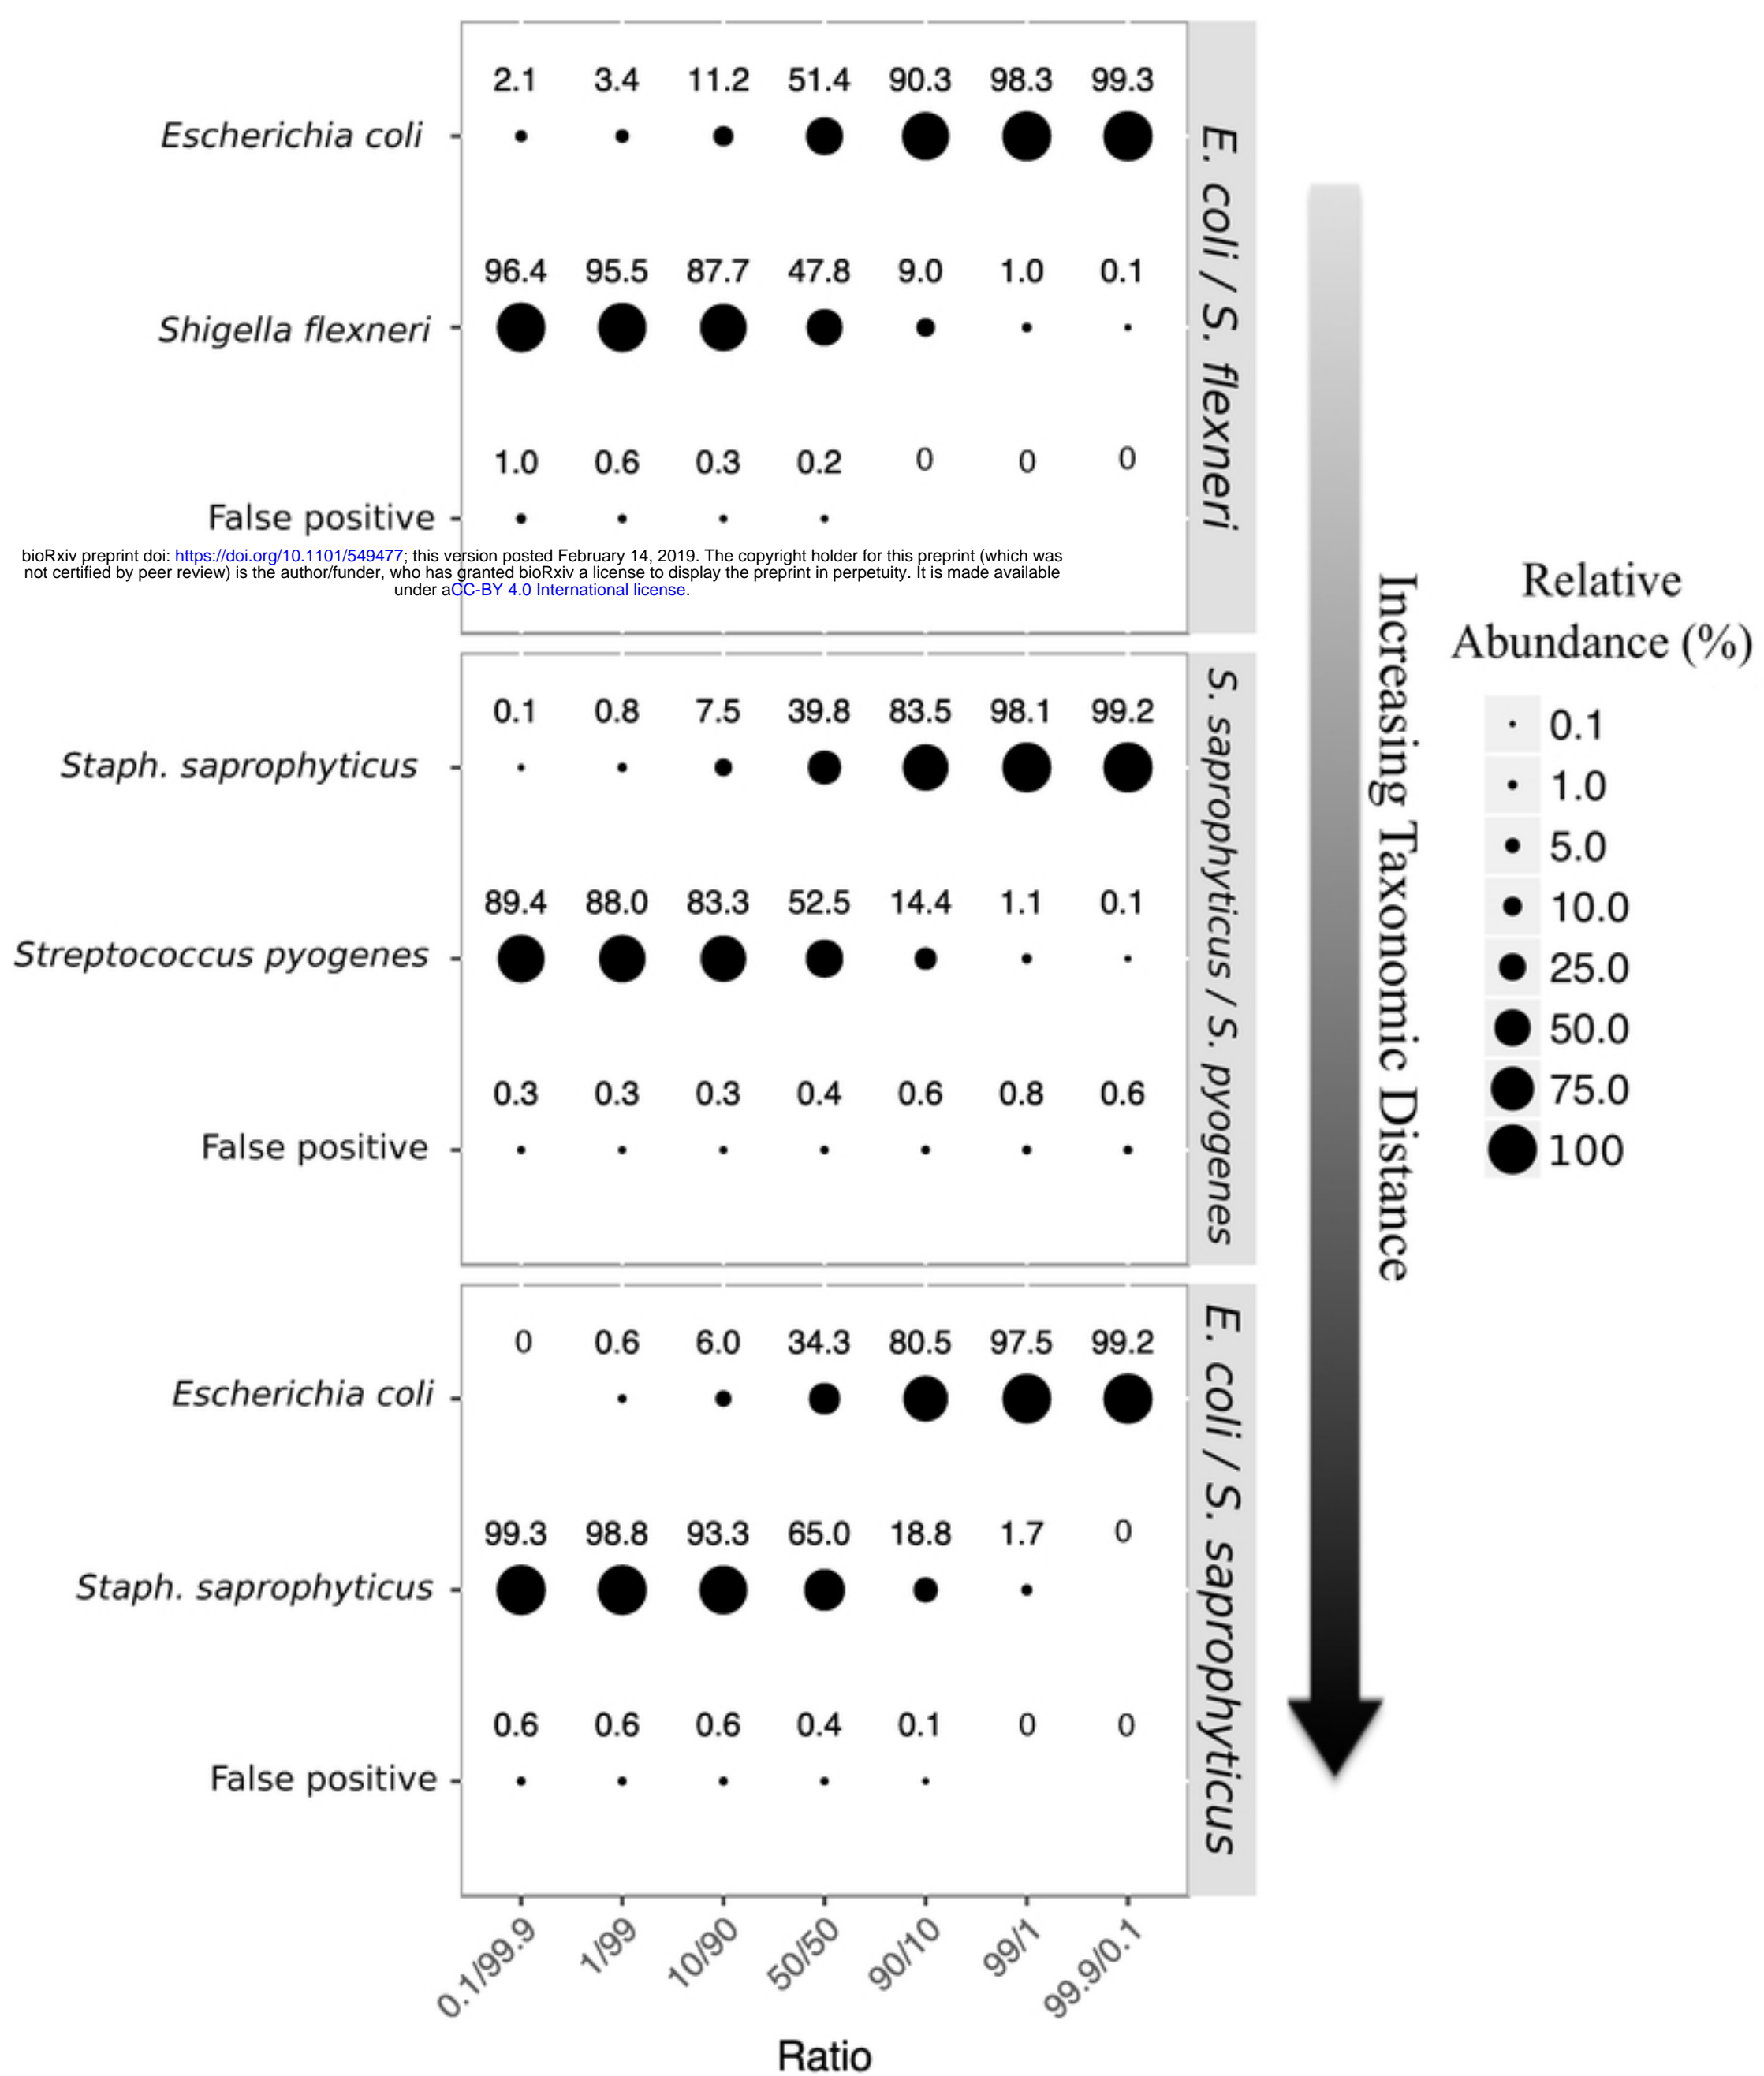 2.1 3.4 11.2 51.4 90.3 98.3 99.3
Escherichia coli
96.4 95.5 87.7 47.8 9.0 1.0 0.1
Shigella flexneri
1.0 0.6 0.3 0.2 0 0 0
False positive
E. coli / S. flexneri
bioRxiv preprint doi: https://doi.org/10.1101/549477; this version posted February 14, 2019. The copyright holder for this preprint (which was
not certified by peer review) is the author/funder, who has granted bioRxiv a license to display the preprint in perpetuity. It is made available
under aCC-BY 4.0 International license.
0.1 0.8 7.5 39.8 83.5 98.1 99.2
Staph. saprophyticus
89.4 88.0 83.3 52.5 14.4 1.1 0.1
Streptococcus pyogenes
0.3 0.3 0.3 0.4 0.6 0.8 0.6
False positive
S. saprophyticus / S. pyogenes
0 0.6 6.0 34.3 80.5 97.5 99.2
Escherichia coli
99.3 98.8 93.3 65.0 18.8 1.7 0
Staph. saprophyticus
0.6 0.6 0.6 0.4 0.1 0 0
False positive
E. coli / S. saprophyticus
0.1/99.9 1/99 10/90 50/50 90/10 99/1 99.9/0.1
Ratio
Increasing Taxonomic Distance
Relative
Abundance (%)
0.1
1.0
5.0
10.0
25.0
50.0
75.0
100